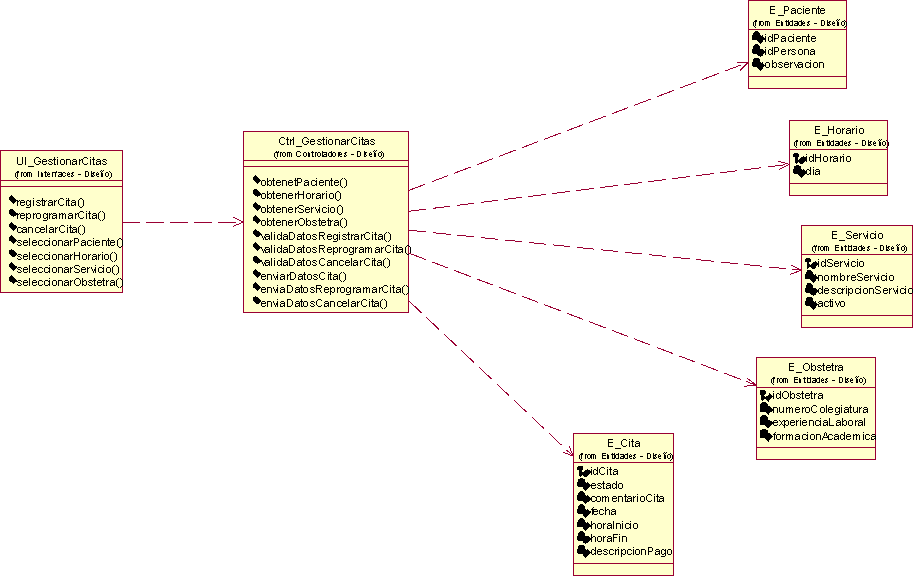 E_Paciente
(from Entidades - Diseño)
idPaciente
idPersona
observacion
E_Horario
(from Entidades - Diseño)
idHorario
dia
UI_GestionarCitas
(from Interfaces - Diseño)
registrarCita()
reprogramarCita()
cancelarCita()
seleccionarPaciente()
seleccionarHorario()
seleccionarServicio()
seleccionarObstetra()
Ctrl_GestionarCitas
(from Controladores - Diseño)
obtenetPaciente()
obtenerHorario()
obtenerServicio()
obtenerObstetra()
validaDatosRegistrarCita()
validaDatosReprogramarCita()
validaDatosCancelarCita()
enviarDatosCita()
enviaDatosReprogramarCita()
enviaDatosCancelarCita()
E_Servicio
(from Entidades - Diseño)
idServicio
nombreServicio
descripcionServicio
activo
E_Obstetra
(from Entidades - Diseño)
idObstetra
numeroColegiatura
experienciaLaboral
formacionAcademica
E_Cita
(from Entidades - Diseño)
idCita
estado
comentarioCita
fecha
horaInicio
horaFin
descripcionPago